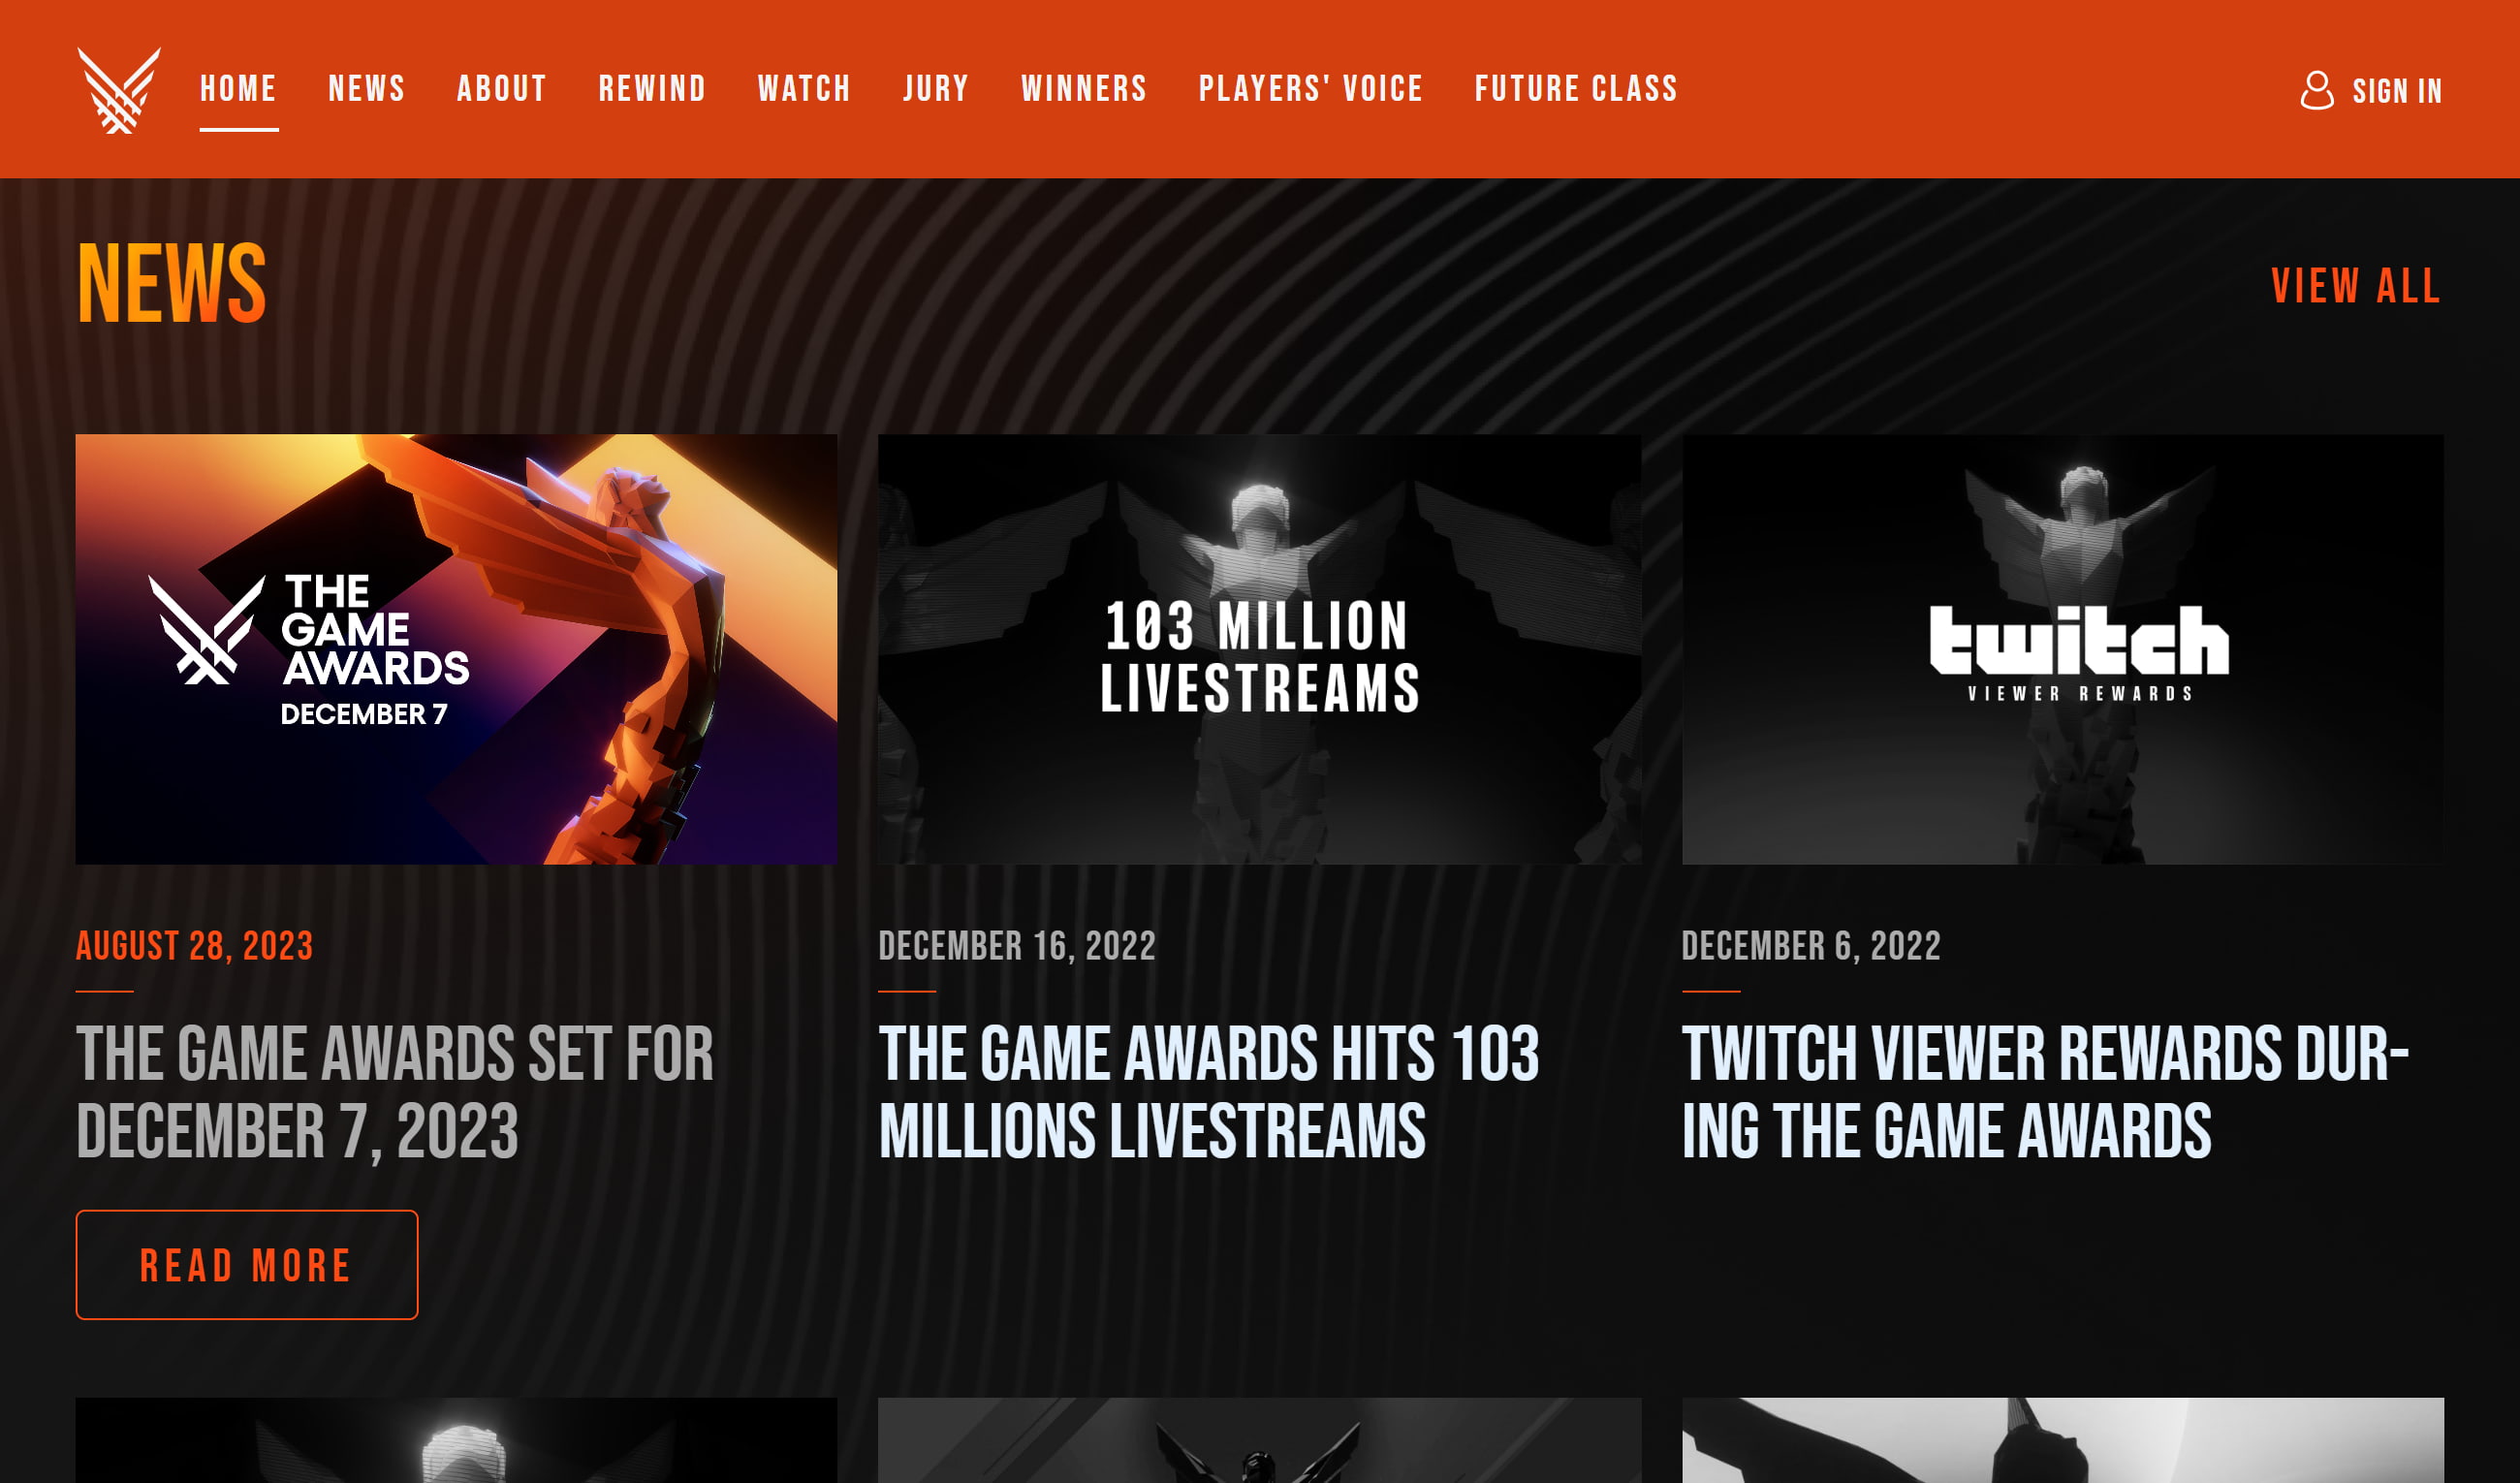 HOME NEWS ABOUT REWIND WATCH JURY WINNERS PLAYERS' VOICE FUTURE CLASS SIGN IN
NEWS
VIEW ALL
THE
GAME
AWARDS
DECEMBER 7
103 MILLION
LIVESTREAMS
twitch
VIEWER REWARDS
AUGUST 28, 2023
THE GAME AWARDS SET FOR
DECEMBER 7, 2023
READ MORE
DECEMBER 16, 2022
THE GAME AWARDS HITS 103
MILLIONS LIVESTREAMS
DECEMBER 6, 2022
TWITCH VIEWER REWARDS DUR-
ING THE GAME AWARDS